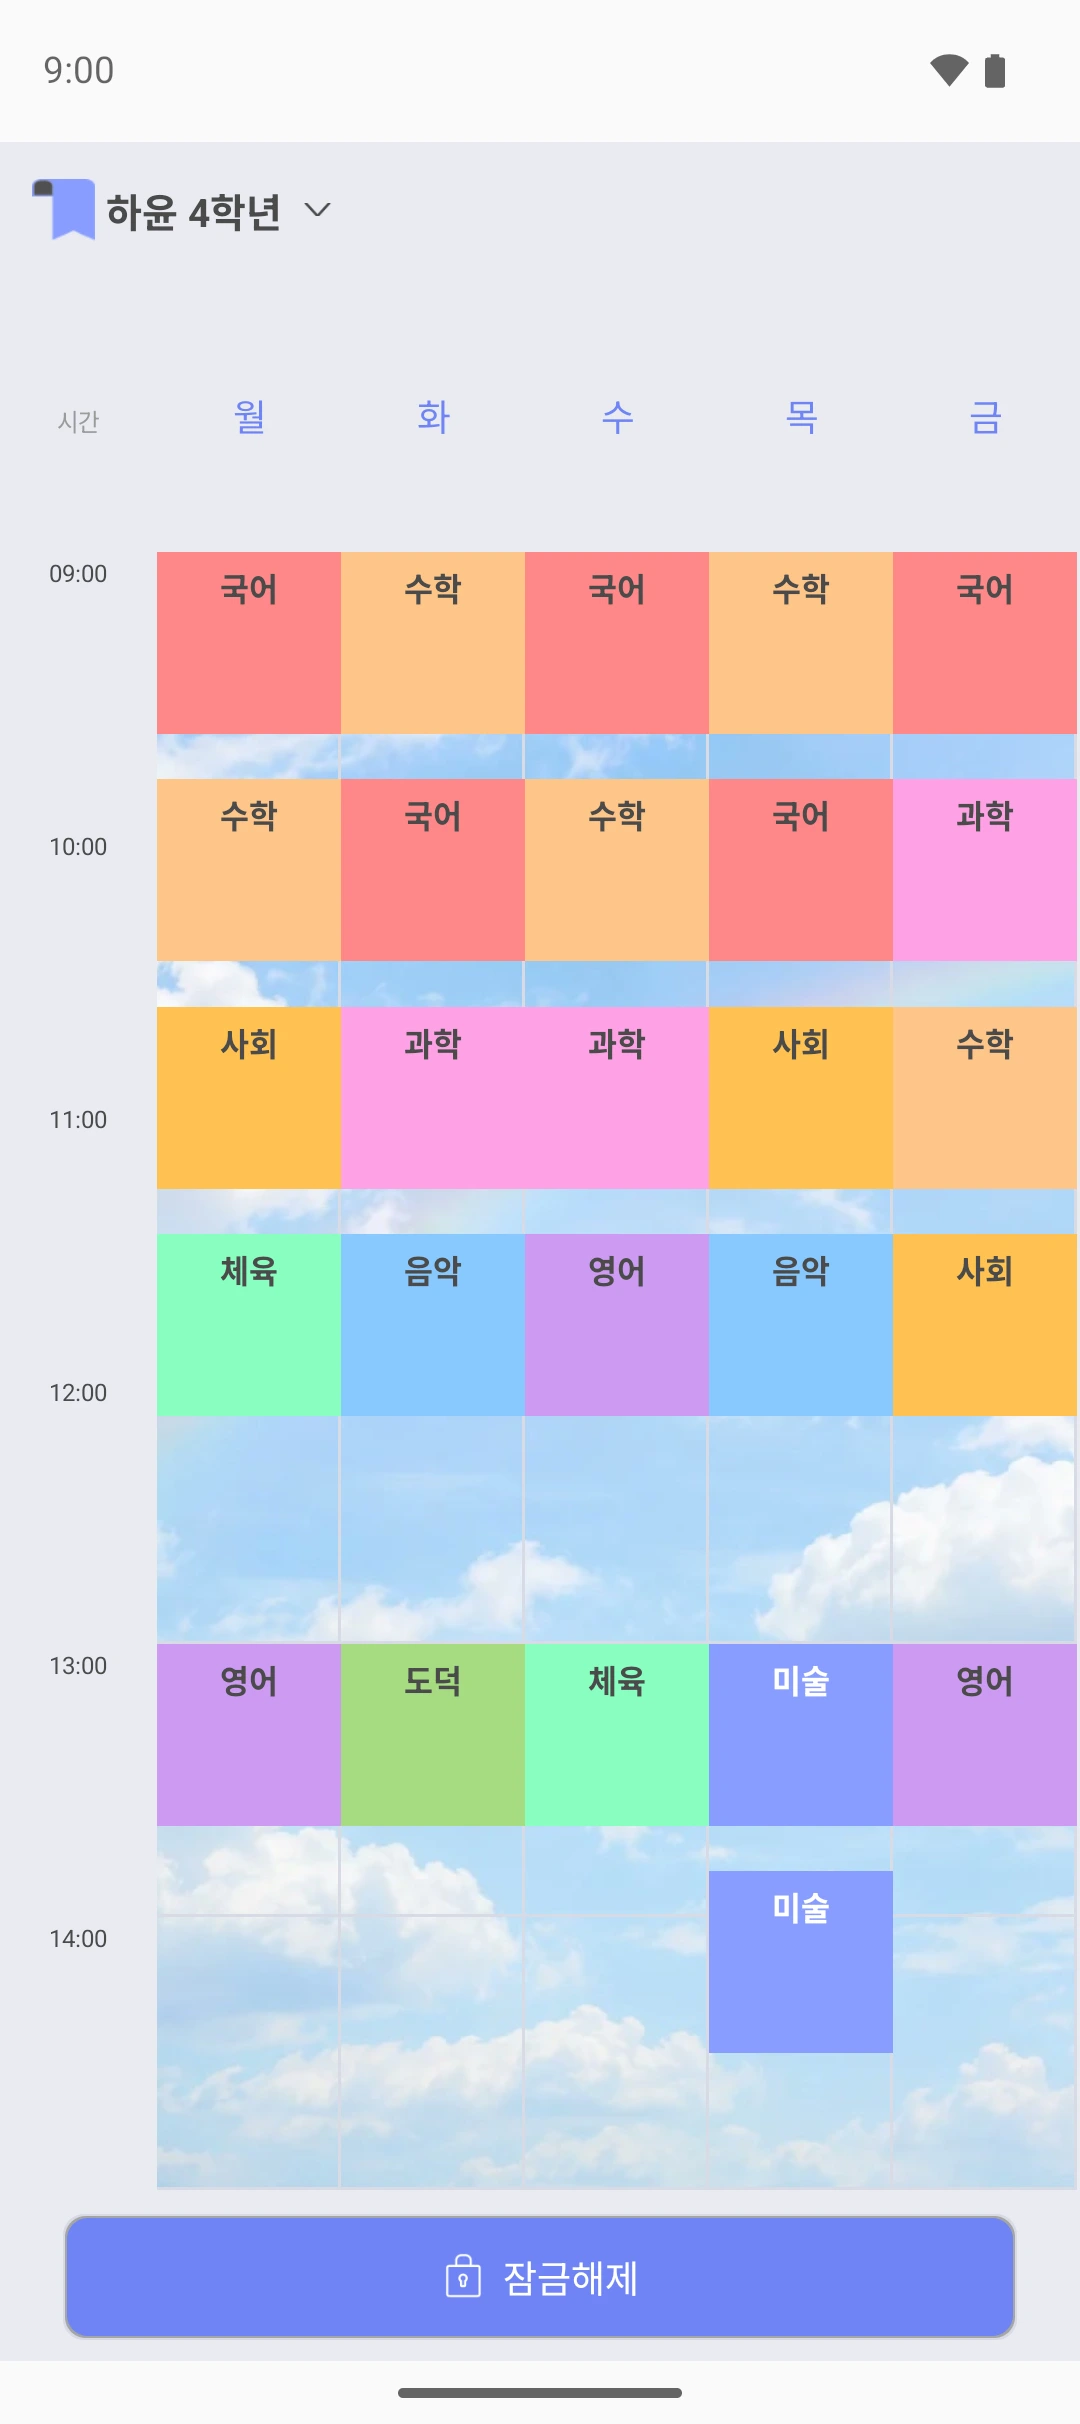 9:00
하윤 4학년
시간 월 화 수 목 금
09:00 국어 수학 국어 수학 국어
수학 국어 수학 국어 과학
10:00
사회 과학 과학 사회 수학
11:00
체육 음악 영어 음악 사회
12:00
13:00 영어 도덕 체육 미술 영어
미술
14:00
잠금해제